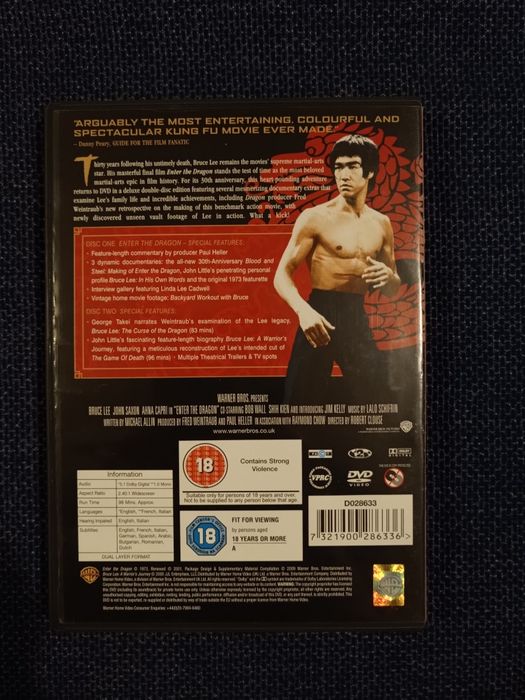 "ARGUABLY THE MOST ENTERTAINING, COLOURFUL AND
SPECTACULAR KUNG FU MOVIE EVER MADE"
– Danny Peary, GUIDE FOR THE FILM FANATIC
Thirty years following his untimely death, Bruce Lee remains the movies' supreme martial-arts
star. His masterful final film Enter the Dragon stands the test of time as the most beloved
martial-arts epic in film history. For its 30th anniversary, this heart-pounding adventure
returns to DVD in a deluxe double-disc edition featuring several mesmerizing documentary extras that
examine Lee's family life and incredible achievements, including Dragon producer Fred
Weintraub's new retrospective on the making of this benchmark action movie, with
newly discovered unseen vault footage of Lee in action. What a kick!
DISC ONE: ENTER THE DRAGON – SPECIAL FEATURES:
• Feature-length commentary by producer Paul Heller
• 3 dynamic documentaries: the all-new 30th-Anniversary Blood and
Steel: Making of Enter the Dragon, John Little's penetrating personal
profile Bruce Lee: In His Own Words and the original 1973 featurette
• Interview gallery featuring Linda Lee Cadwell
• Vintage home movie footage: Backyard Workout with Bruce
DISC TWO: SPECIAL FEATURES:
• George Takei narrates Weintraub's examination of the Lee legacy,
Bruce Lee: The Curse of the Dragon (83 mins)
• John Little's fascinating feature-length biography Bruce Lee: A Warrior's
Journey, featuring a meticulous reconstruction of Lee's intended cut of
The Game Of Death (96 mins) • Multiple Theatrical Trailers & TV spots
WARNER BROS. PRESENTS
BRUCE LEE JOHN SAXON AHNA CAPRI IN "ENTER THE DRAGON" CO-STARRING BOB WALL SHIH KIEN AND INTRODUCING JIM KELLY MUSIC BY LALO SCHIFRIN
WRITTEN BY MICHAEL ALLIN PRODUCED BY FRED WEINTRAUB AND PAUL HELLER IN ASSOCIATION WITH RAYMOND CHOW DIRECTED BY ROBERT CLOUSE
www.warnerbros.co.uk
18
Contains Strong
Violence
Suitable only for persons of 18 years and over.
Not to be supplied to any person below that age.
Information
Audio
Aspect Ratio
2.40:1 Widescreen
Run Time
Languages
*English, **French, Italian
Hearing Impaired
English, Italian
Subtitles
English, French, Italian,
German, Spanish, Arabic,
Bulgarian, Romanian,
Dutch
DUAL LAYER FORMAT
18
FIT FOR VIEWING
by persons aged
18 YEARS OR MORE
A
VPRC
2
DVD
VIDEO
D028633
7 321900 286336 >
Warner Home Video Consumer Enquiries: